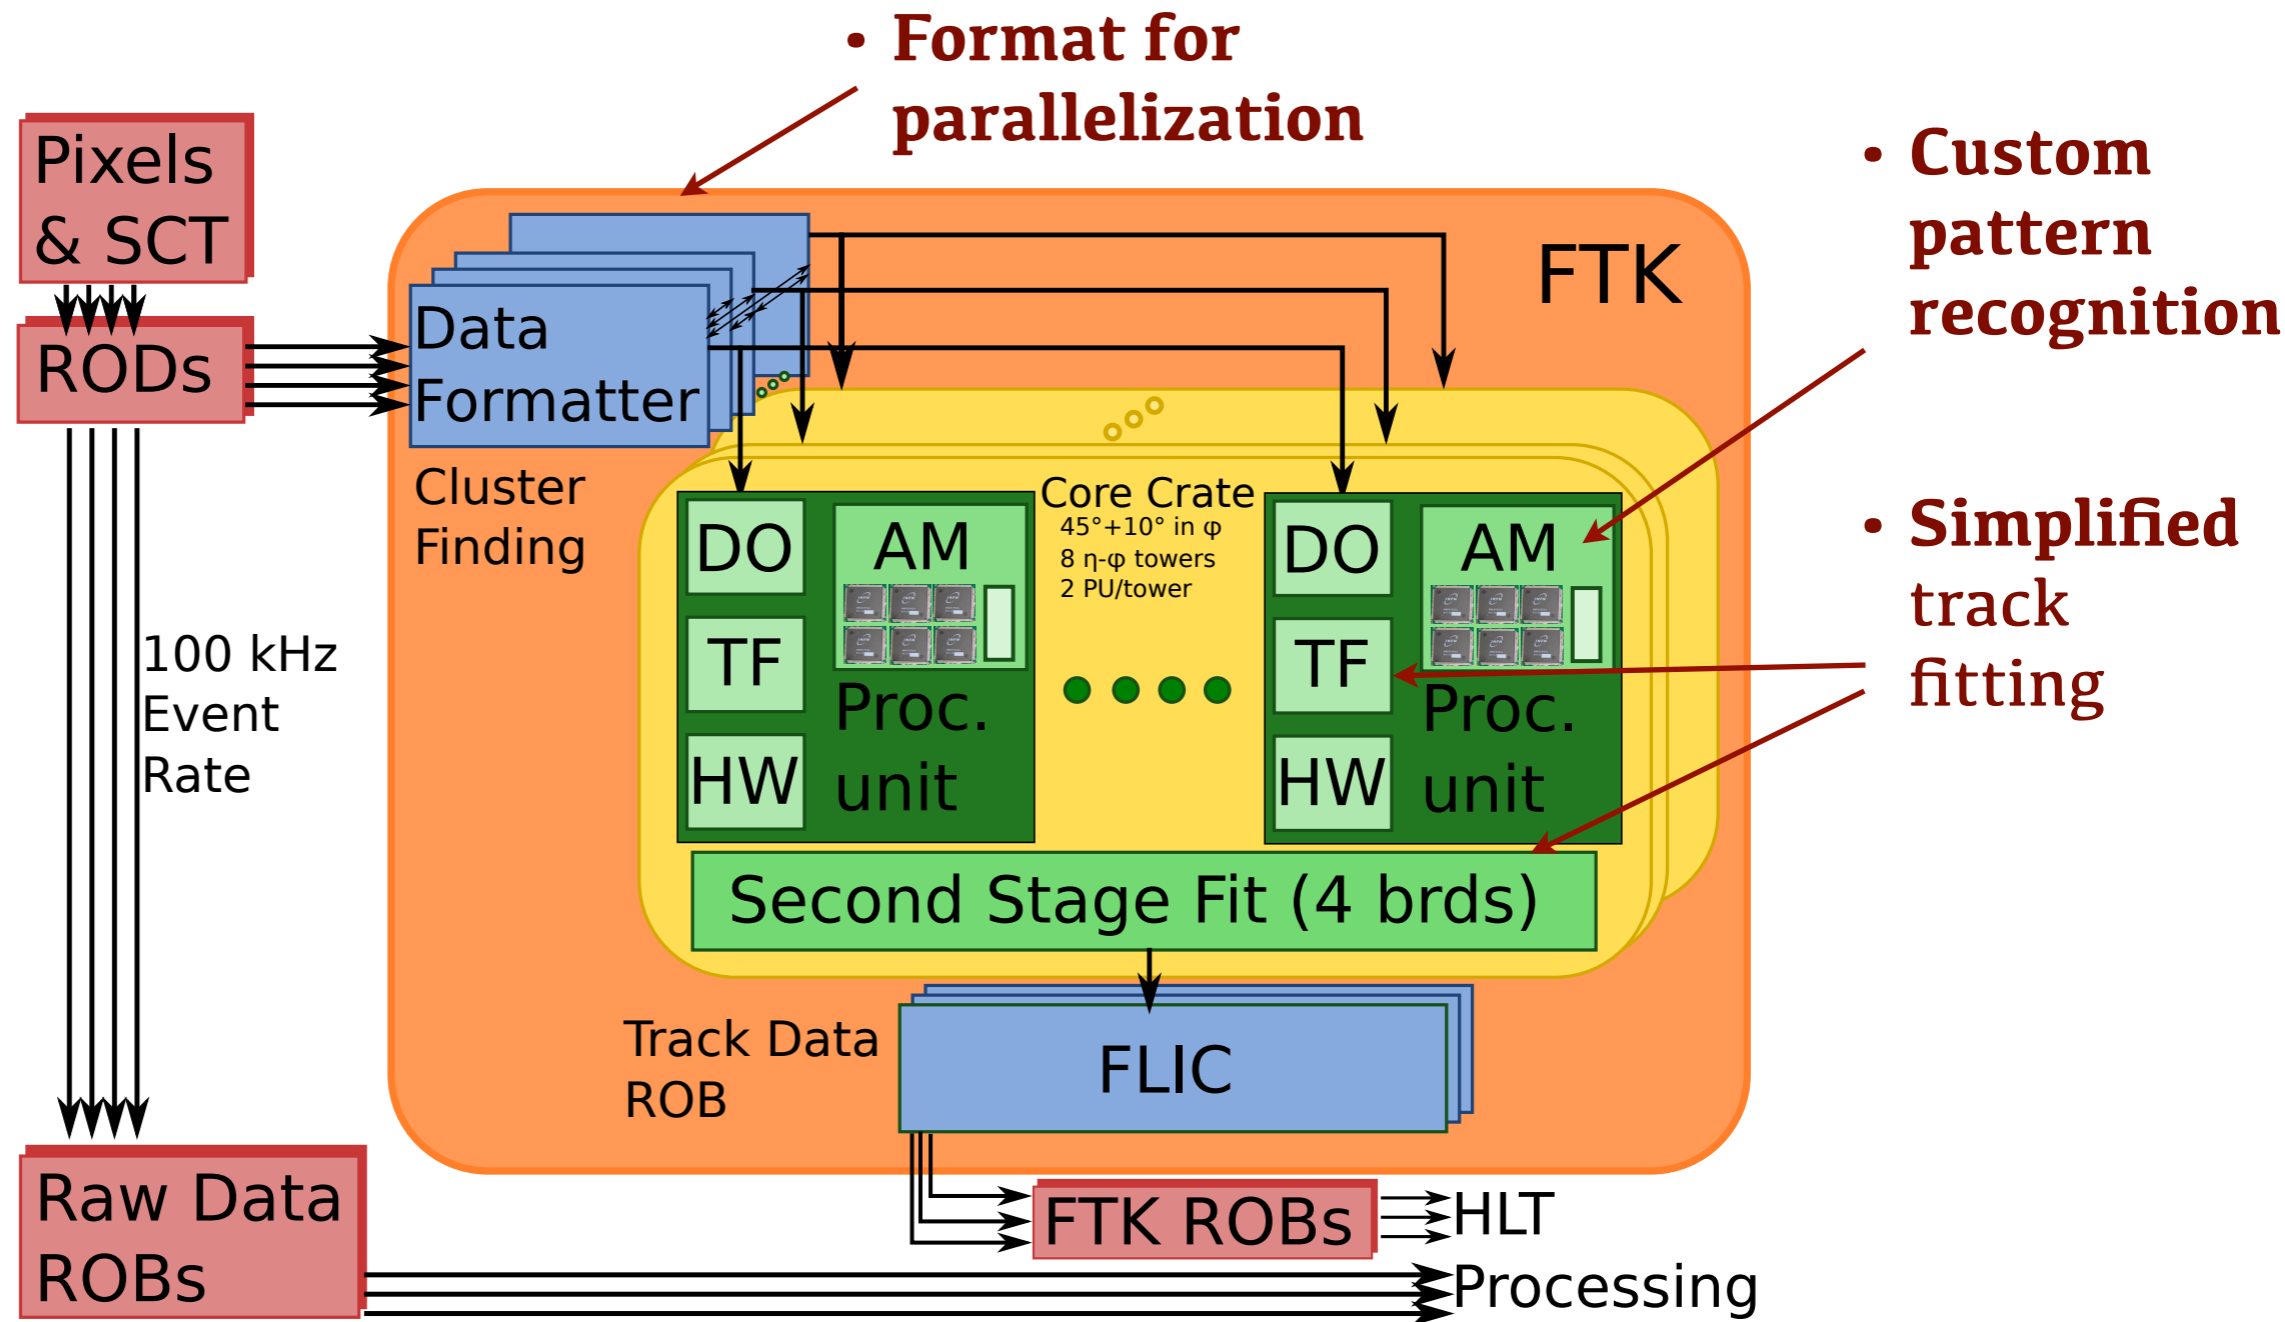 • Format for
parallelization
Pixels
& SCT
• Custom
pattern
recognition
FTK
Data
Formatter
RODs
Cluster
Finding
Core Crate
45°+10° in φ
8 η-φ towers
2 PU/tower
DO
AM
TF
HW
Proc.
unit
DO
AM
TF
HW
Proc.
unit
• Simplified
track
fitting
100 kHz
Event
Rate
Second Stage Fit (4 brds)
Track Data
ROB
FLIC
Raw Data
ROBs
FTK ROBs
HLT
Processing